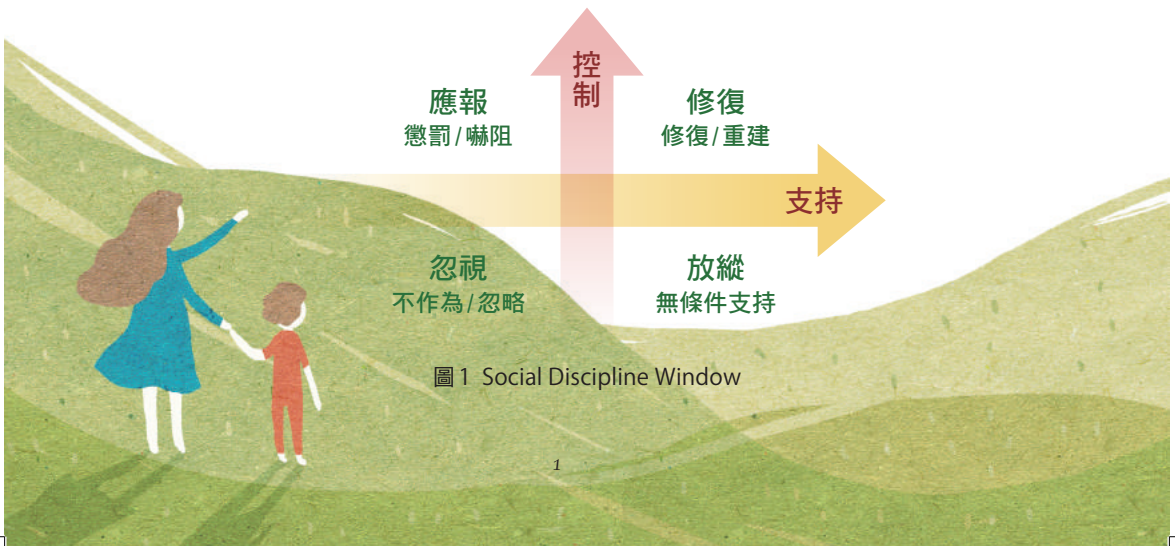 控制
應報
懲罰/嚇阻
修復
修復/重建
支持
忽視
不作為/忽略
放縱
無條件支持
圖1 Social Discipline Window
1